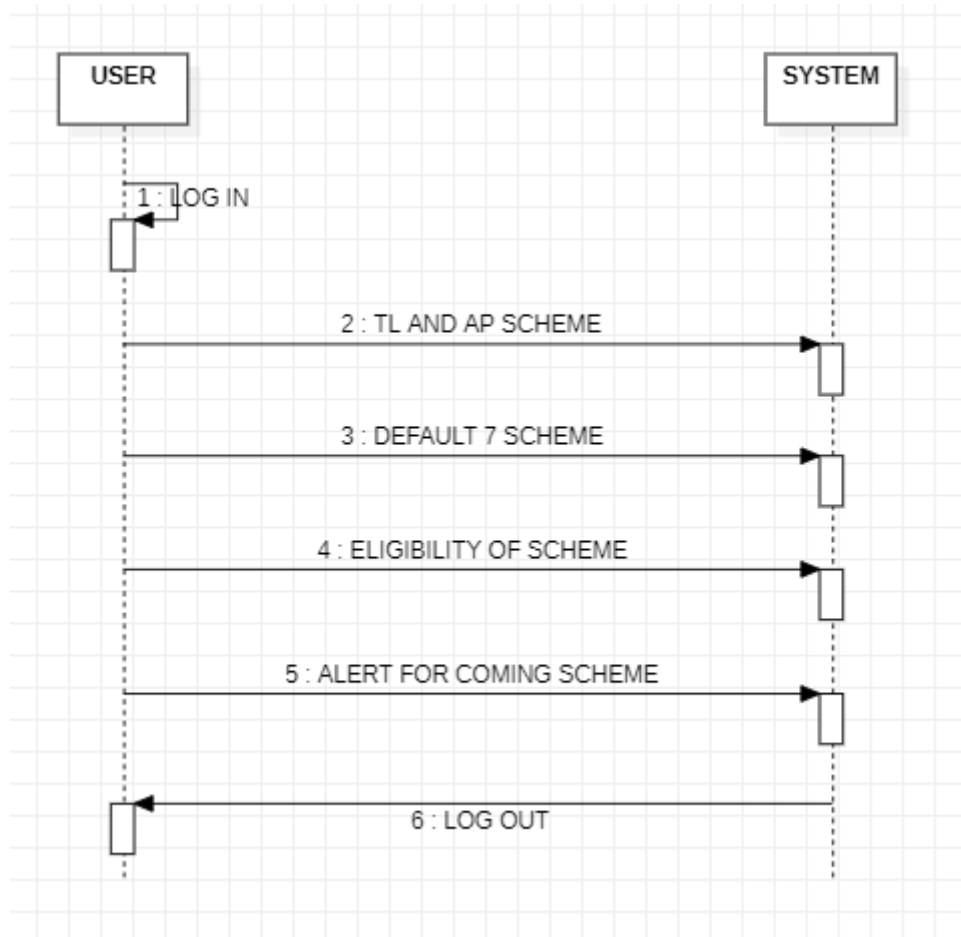 USER
SYSTEM
1 : LOG IN
2 : TL AND AP SCHEME
3 : DEFAULT 7 SCHEME
4 : ELIGIBILITY OF SCHEME
5 : ALERT FOR COMING SCHEME
6 : LOG OUT